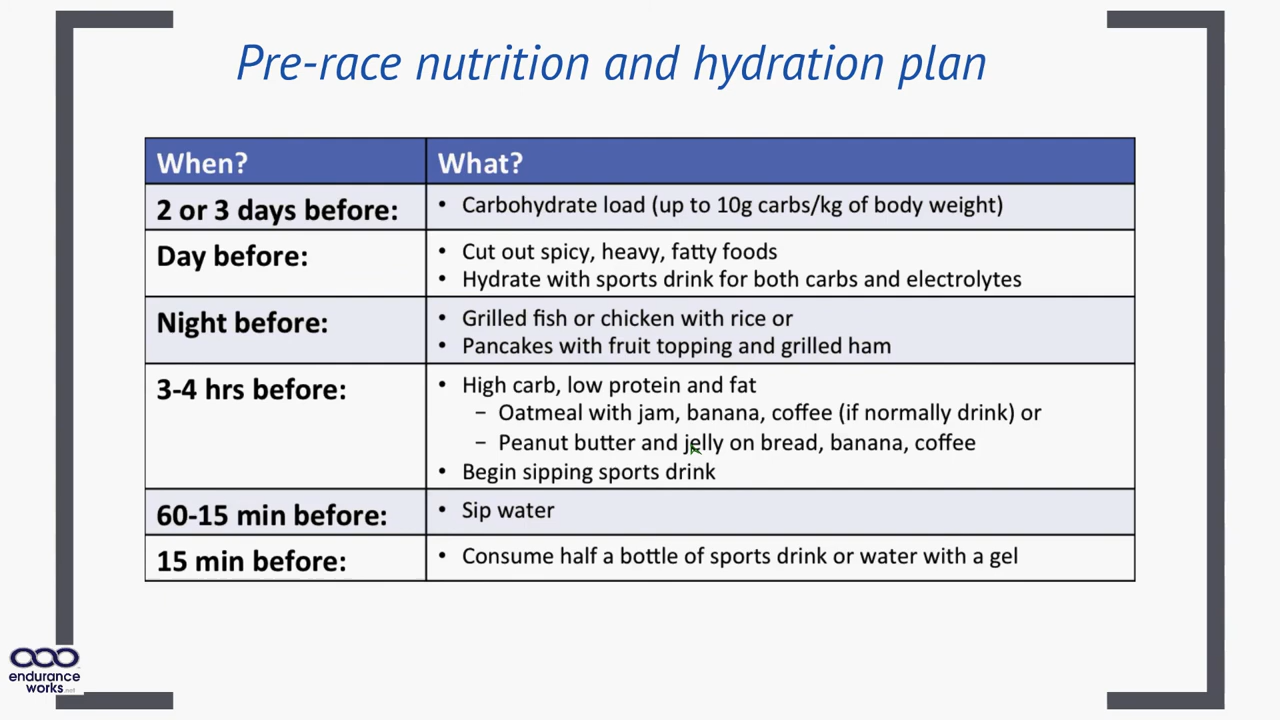 Pre-race nutrition and hydration plan
When?
What?
2 or 3 days before:
• Carbohydrate load (up to 10g carbs/kg of body weight)
Day before:
• Cut out spicy, heavy, fatty foods
• Hydrate with sports drink for both carbs and electrolytes
Night before:
• Grilled fish or chicken with rice or
• Pancakes with fruit topping and grilled ham
3-4 hrs before:
• High carb, low protein and fat
– Oatmeal with jam, banana, coffee (if normally drink) or
– Peanut butter and jelly on bread, banana, coffee
• Begin sipping sports drink
60-15 min before:
• Sip water
15 min before:
• Consume half a bottle of sports drink or water with a gel
endurance
works.net